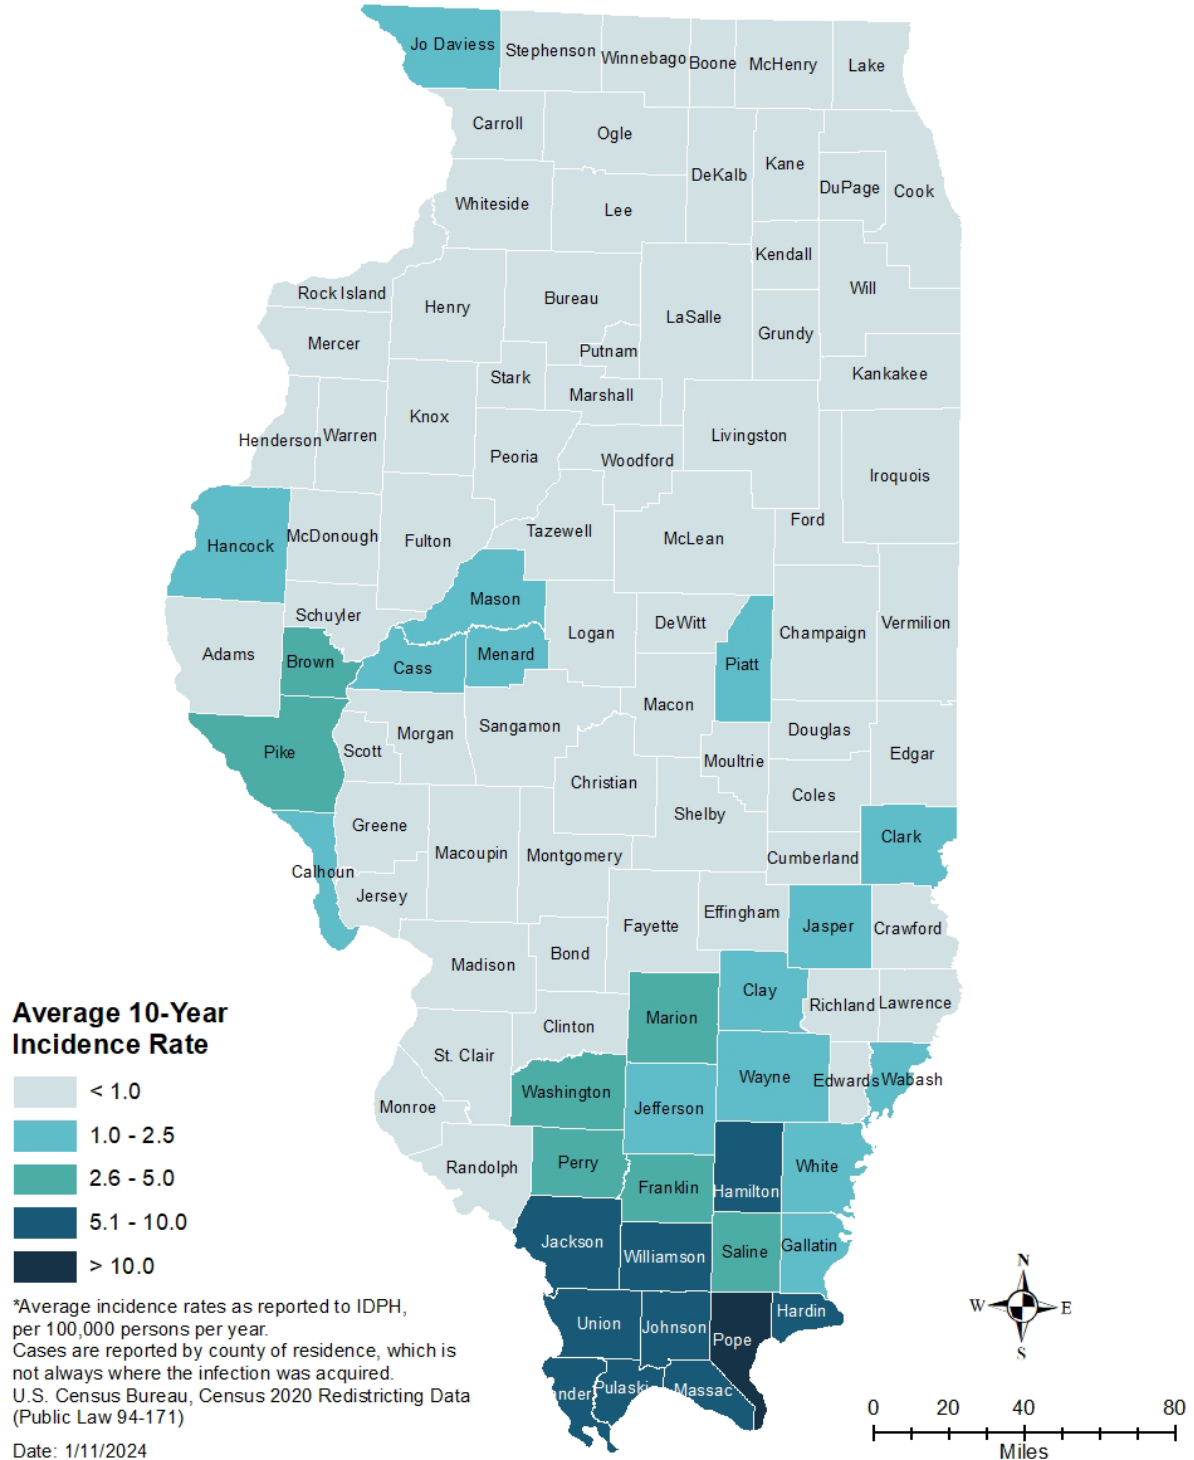 Jo Daviess
Stephenson
Winnebago
Boone
McHenry
Lake
Carroll
Ogle
DeKalb
Kane
DuPage
Cook
Whiteside
Lee
Kendall
Will
Rock Island
Henry
Bureau
LaSalle
Grundy
Mercer
Putnam
Kankakee
Stark
Marshall
Knox
Henderson
Warren
Peoria
Woodford
Livingston
Iroquois
Ford
Hancock
McDonough
Fulton
Tazewell
McLean
Mason
Schuyler
Logan
DeWitt
Champaign
Vermilion
Adams
Brown
Cass
Menard
Piatt
Macon
Pike
Scott
Morgan
Sangamon
Christian
Moultrie
Douglas
Edgar
Coles
Shelby
Greene
Macoupin
Montgomery
Cumberland
Clark
Calhoun
Jersey
Fayette
Effingham
Jasper
Crawford
Madison
Bond
Clay
Richland
Lawrence
Marion
Clinton
St. Clair
Wayne
Edwards
Wabash
Washington
Jefferson
Monroe
Randolph
Perry
Franklin
Hamilton
White
Jackson
Williamson
Saline
Gallatin
Union
Johnson
Pope
Hardin
nder
Pulaski
Massac
Average 10-Year
Incidence Rate
< 1.0
1.0 - 2.5
2.6 - 5.0
5.1 - 10.0
> 10.0
*Average incidence rates as reported to IDPH,
per 100,000 persons per year.
Cases are reported by county of residence, which is
not always where the infection was acquired.
U.S. Census Bureau, Census 2020 Redistricting Data
(Public Law 94-171)
Date: 1/11/2024
N
W
E
S
0 20 40 80
Miles